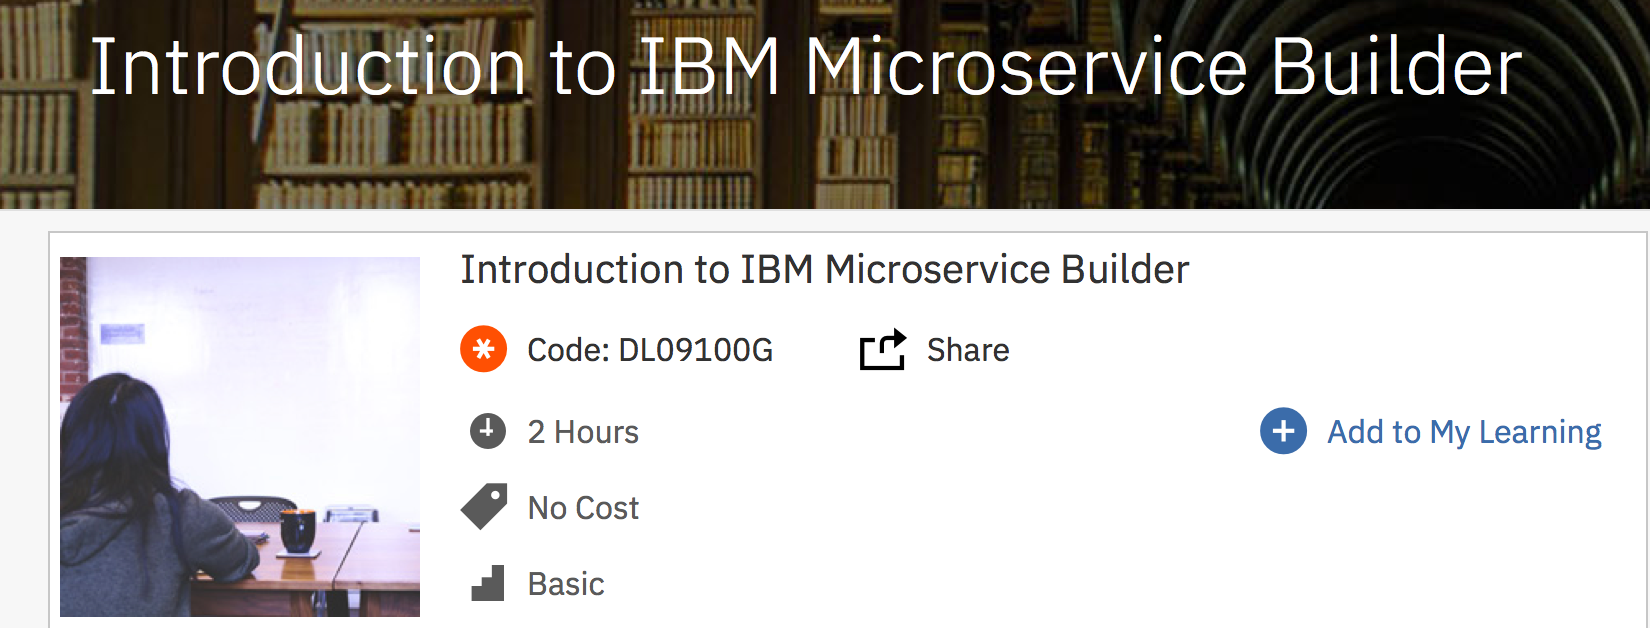 Introduction to IBM Microservice Builder
Introduction to IBM Microservice Builder
Code: DL09100G
Share
2 Hours
Add to My Learning
No Cost
Basic